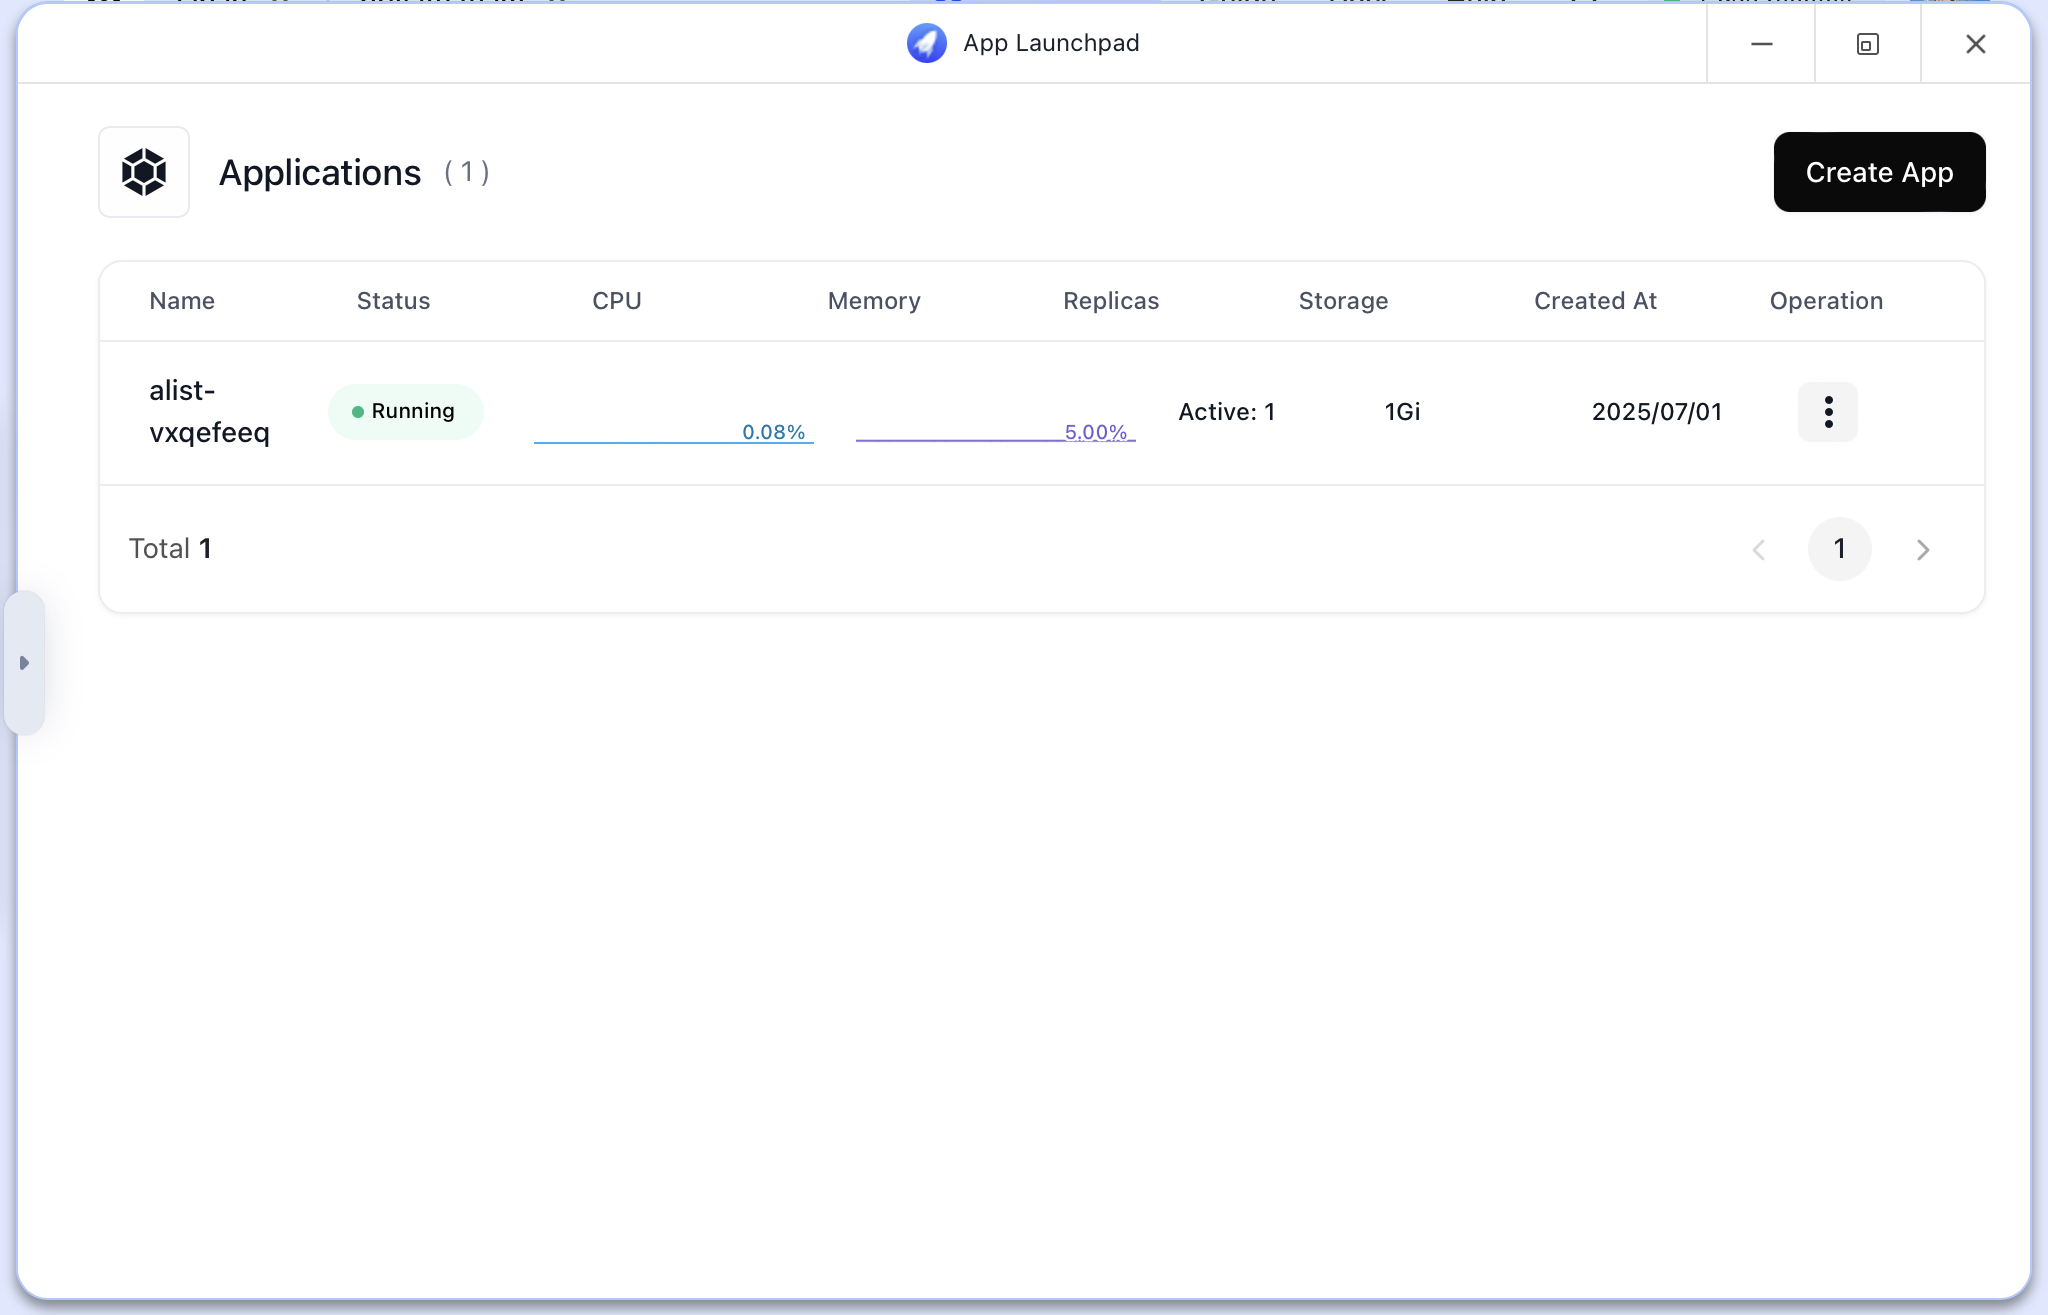 App Launchpad
Applications ( 1 )
Create App
Name Status CPU Memory Replicas Storage Created At Operation
alist-
vxqefeeq
Running
0.08%
5.00%
Active: 1
1Gi
2025/07/01
Total 1
1